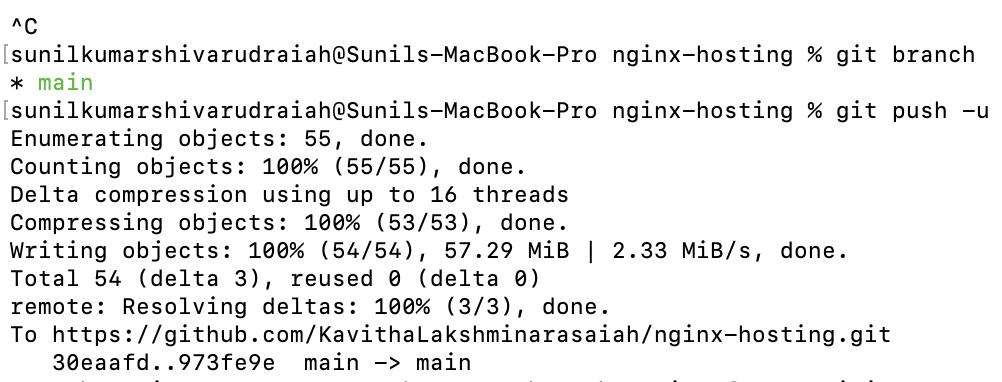 ^C
[sunilkumarshivarudraiah@Sunils-MacBook-Pro nginx-hosting % git branch
* main
[sunilkumarshivarudraiah@Sunils-MacBook-Pro nginx-hosting % git push -u
Enumerating objects: 55, done.
Counting objects: 100% (55/55), done.
Delta compression using up to 16 threads
Compressing objects: 100% (53/53), done.
Writing objects: 100% (54/54), 57.29 MiB | 2.33 MiB/s, done.
Total 54 (delta 3), reused 0 (delta 0)
remote: Resolving deltas: 100% (3/3), done.
To https://github.com/KavithaLakshminarasaiah/nginx-hosting.git
   30eaafd..973fe9e  main -> main